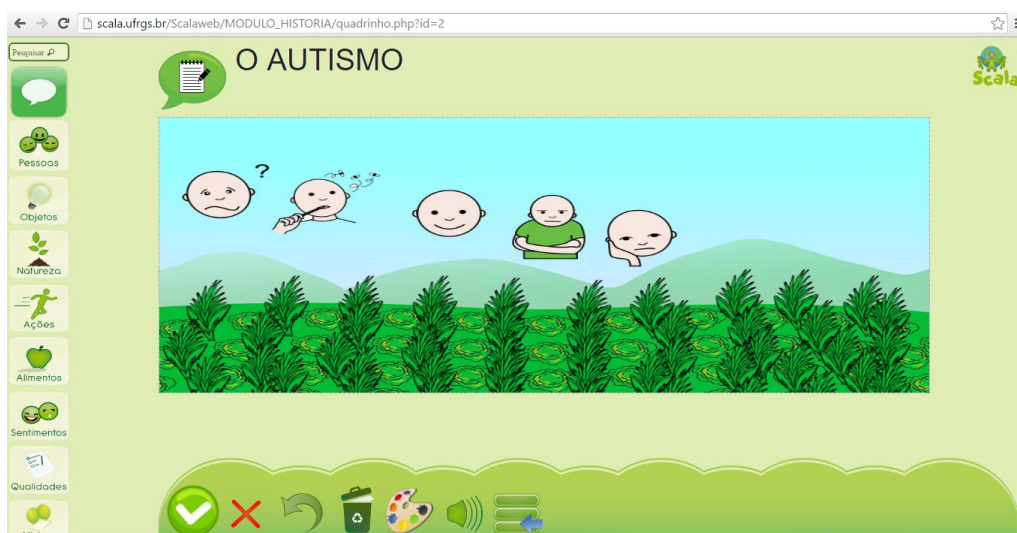 scala.ufrgs.br/Scalaweb/MODULO_HISTORIA/quadrinho.php?id=2
Pesquisar
O AUTISMO
Scala
?
Pessoas
Objetos
Natureza
Ações
Alimentos
Sentimentos
Qualidades